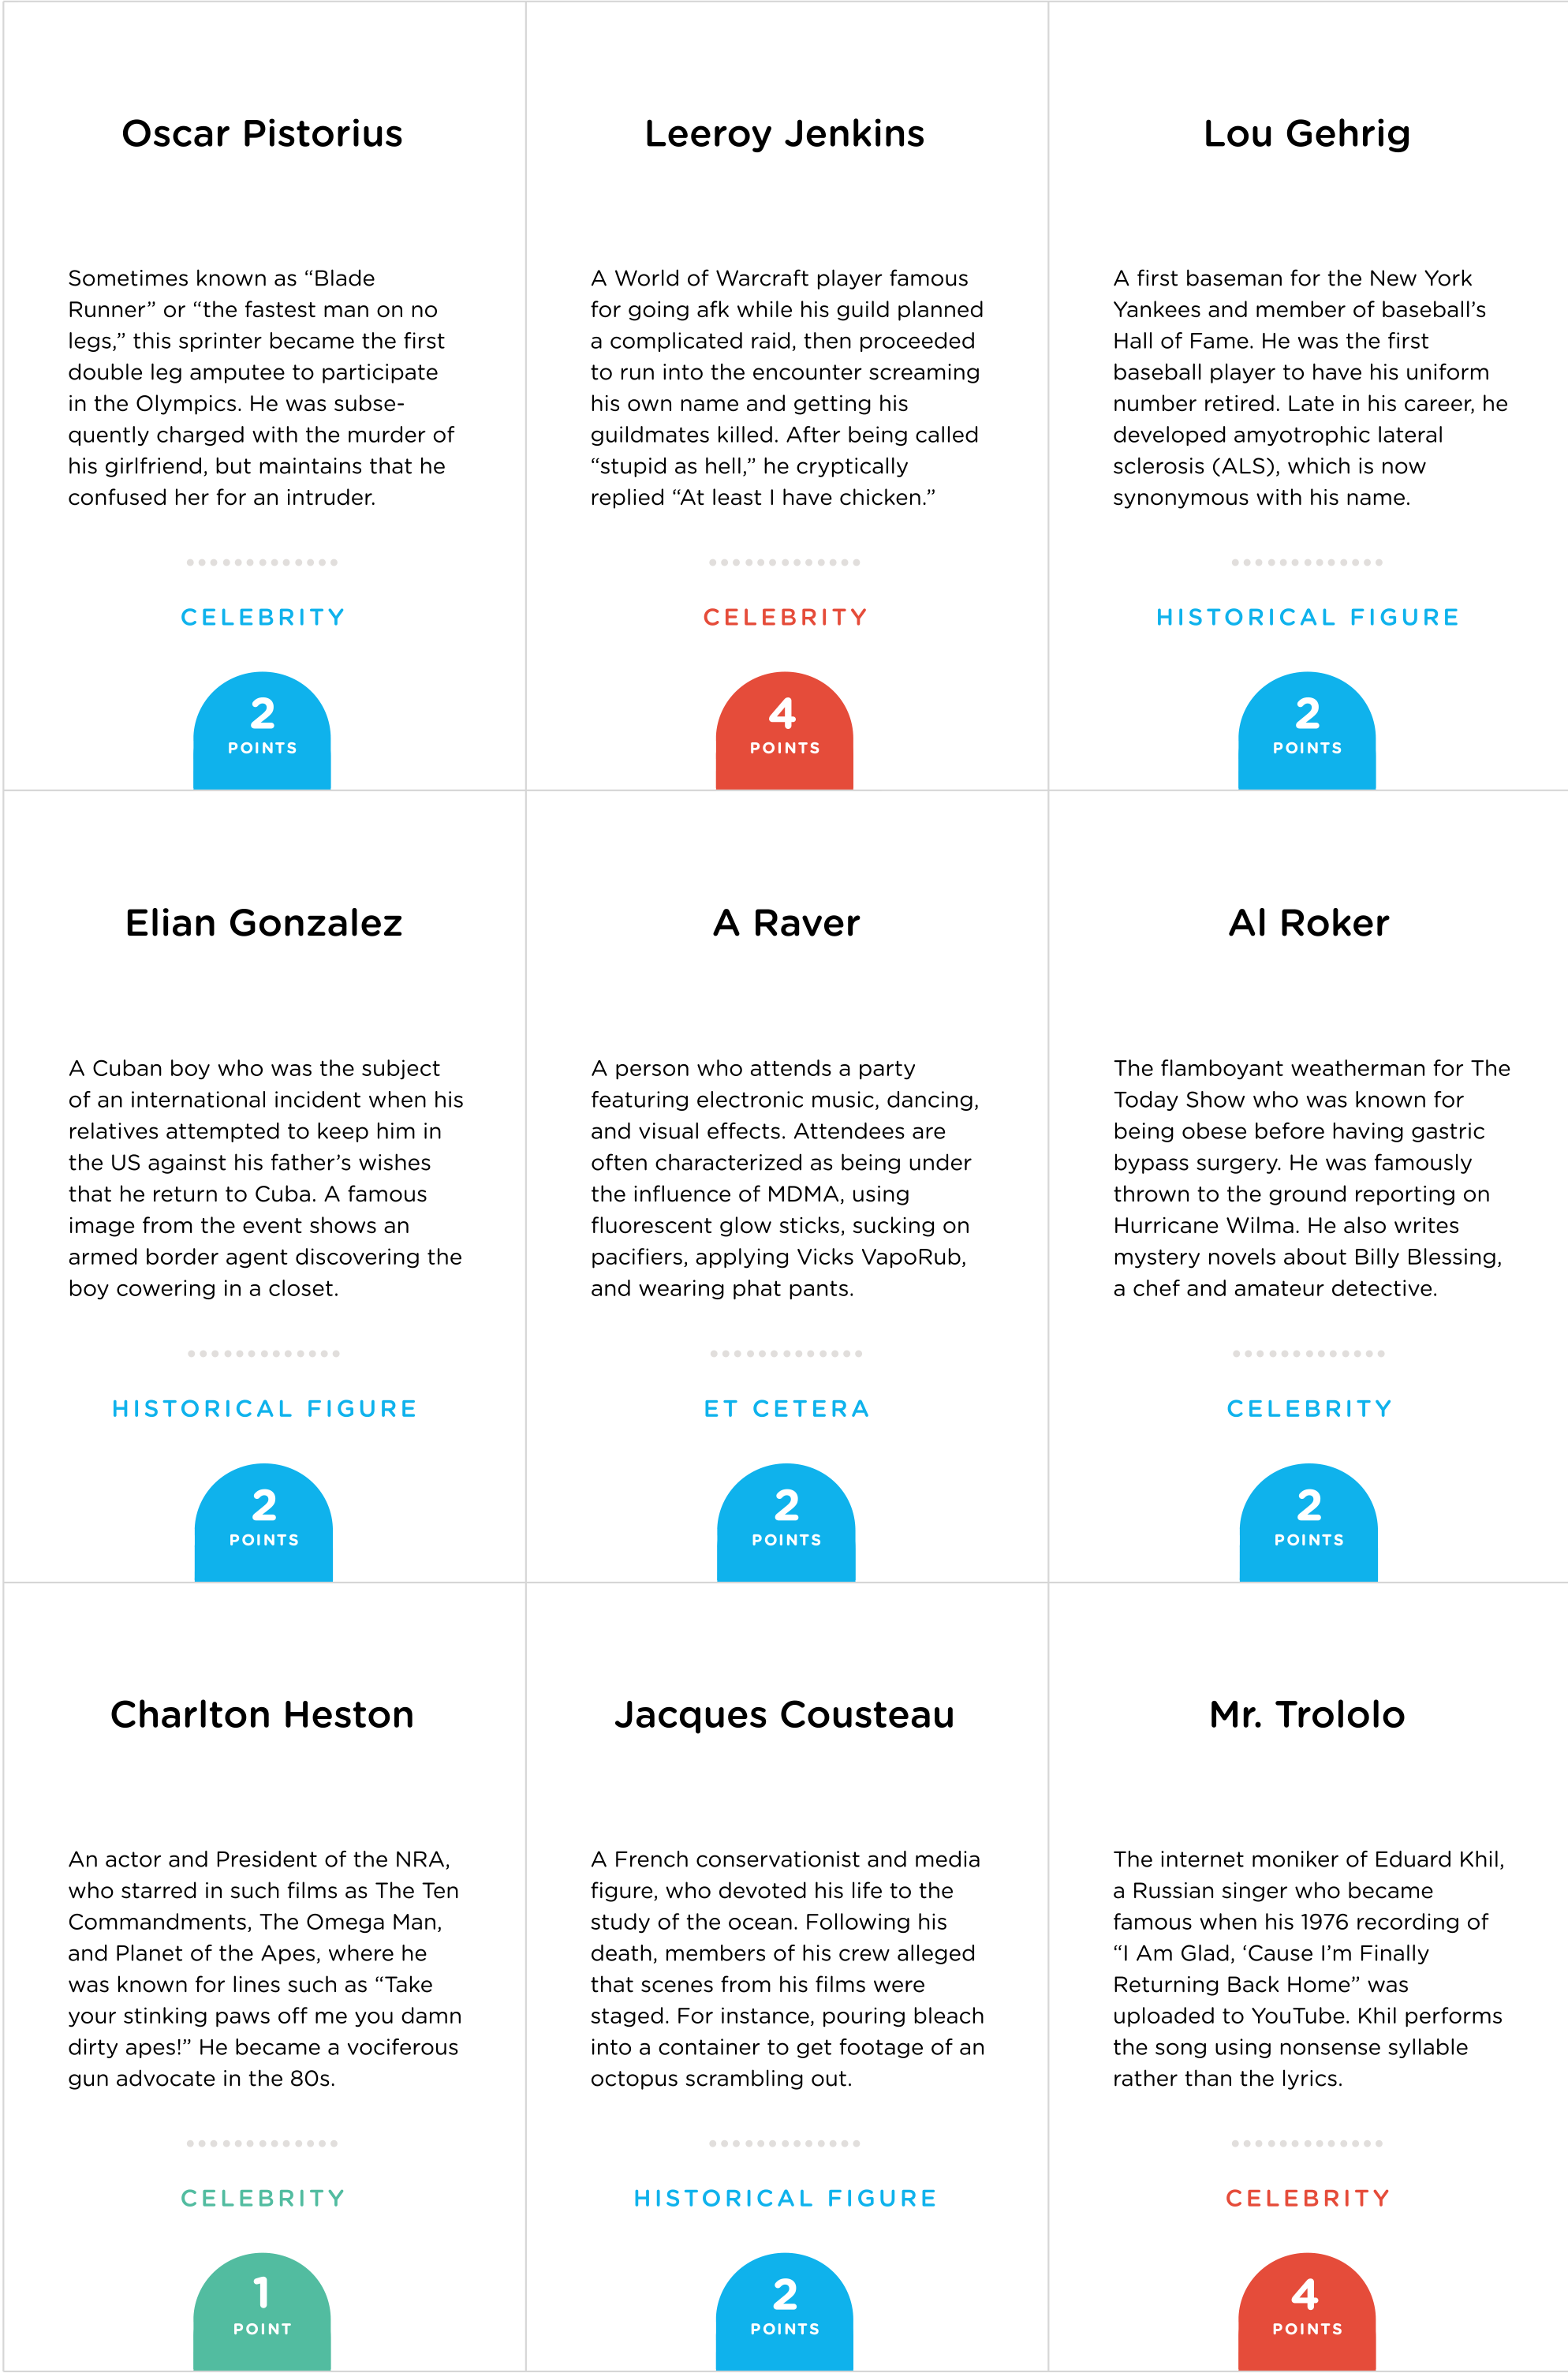 Oscar Pistorius
Sometimes known as “Blade
Runner” or “the fastest man on no
legs,” this sprinter became the first
double leg amputee to participate
in the Olympics. He was subse-
quently charged with the murder of
his girlfriend, but maintains that he
confused her for an intruder.
CELEBRITY
2
POINTS
Leeroy Jenkins
A World of Warcraft player famous
for going afk while his guild planned
a complicated raid, then proceeded
to run into the encounter screaming
his own name and getting his
guildmates killed. After being called
“stupid as hell,” he cryptically
replied “At least I have chicken.”
CELEBRITY
4
POINTS
Lou Gehrig
A first baseman for the New York
Yankees and member of baseball’s
Hall of Fame. He was the first
baseball player to have his uniform
number retired. Late in his career, he
developed amyotrophic lateral
sclerosis (ALS), which is now
synonymous with his name.
HISTORICAL FIGURE
2
POINTS
Elian Gonzalez
A Cuban boy who was the subject
of an international incident when his
relatives attempted to keep him in
the US against his father’s wishes
that he return to Cuba. A famous
image from the event shows an
armed border agent discovering the
boy cowering in a closet.
HISTORICAL FIGURE
2
POINTS
A Raver
A person who attends a party
featuring electronic music, dancing,
and visual effects. Attendees are
often characterized as being under
the influence of MDMA, using
fluorescent glow sticks, sucking on
pacifiers, applying Vicks VapoRub,
and wearing phat pants.
ET CETERA
2
POINTS
Al Roker
The flamboyant weatherman for The
Today Show who was known for
being obese before having gastric
bypass surgery. He was famously
thrown to the ground reporting on
Hurricane Wilma. He also writes
mystery novels about Billy Blessing,
a chef and amateur detective.
CELEBRITY
2
POINTS
Charlton Heston
An actor and President of the NRA,
who starred in such films as The Ten
Commandments, The Omega Man,
and Planet of the Apes, where he
was known for lines such as “Take
your stinking paws off me you damn
dirty apes!” He became a vociferous
gun advocate in the 80s.
CELEBRITY
1
POINT
Jacques Cousteau
A French conservationist and media
figure, who devoted his life to the
study of the ocean. Following his
death, members of his crew alleged
that scenes from his films were
staged. For instance, pouring bleach
into a container to get footage of an
octopus scrambling out.
HISTORICAL FIGURE
2
POINTS
Mr. Trololo
The internet moniker of Eduard Khil,
a Russian singer who became
famous when his 1976 recording of
“I Am Glad, ‘Cause I’m Finally
Returning Back Home” was
uploaded to YouTube. Khil performs
the song using nonsense syllable
rather than the lyrics.
CELEBRITY
4
POINTS